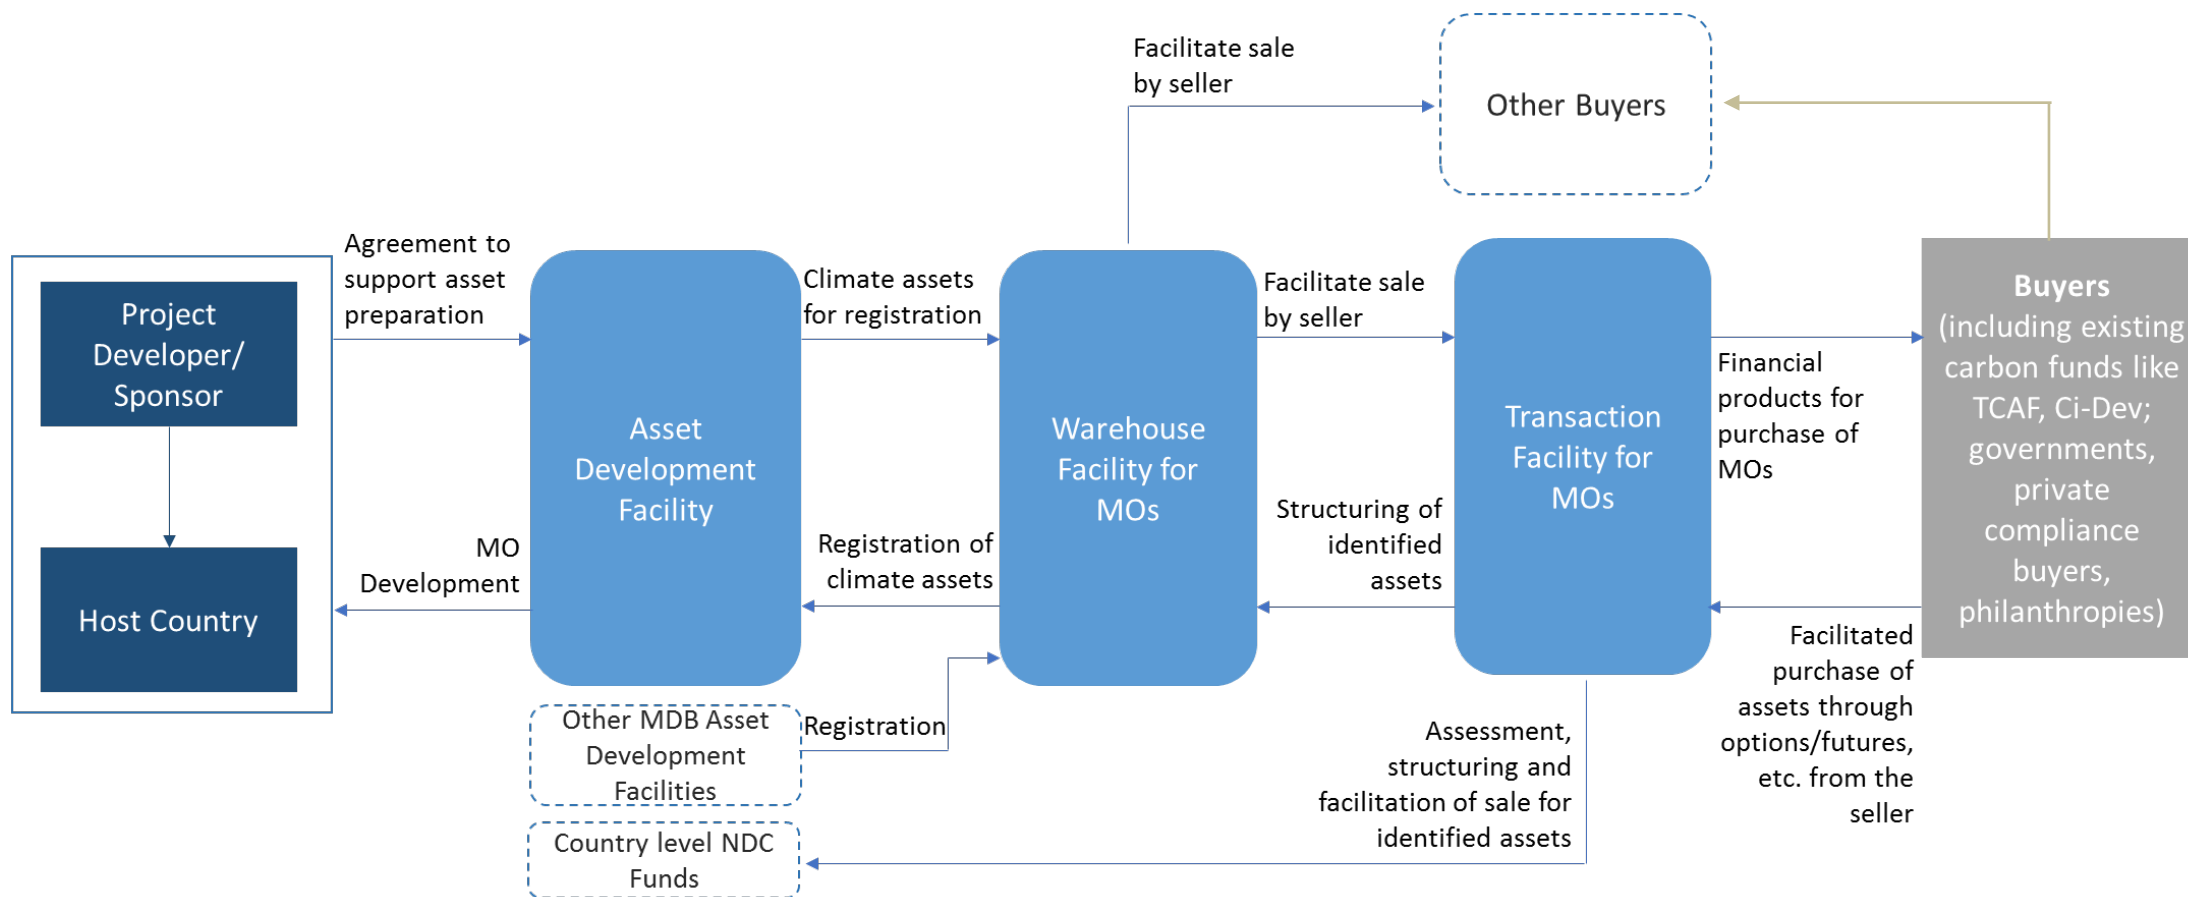 Facilitate sale
by seller
Other Buyers
Agreement to
support asset
preparation
Project
Developer/
Sponsor
Host Country
MO
Development
Asset
Development
Facility
Climate assets
for registration
Registration of
climate assets
Other MDB Asset
Development
Facilities
Registration
Country level NDC
Funds
Warehouse
Facility for
MOs
Facilitate sale
by seller
Structuring of
identified
assets
Transaction
Facility for
MOs
Assessment,
structuring and
facilitation of sale for
identified assets
Financial
products for
purchase of
MOs
Facilitated
purchase of
assets through
options/futures,
etc. from the
seller
Buyers
(including existing
carbon funds like
TCAF, Ci-Dev;
governments,
private
compliance
buyers,
philanthropies)